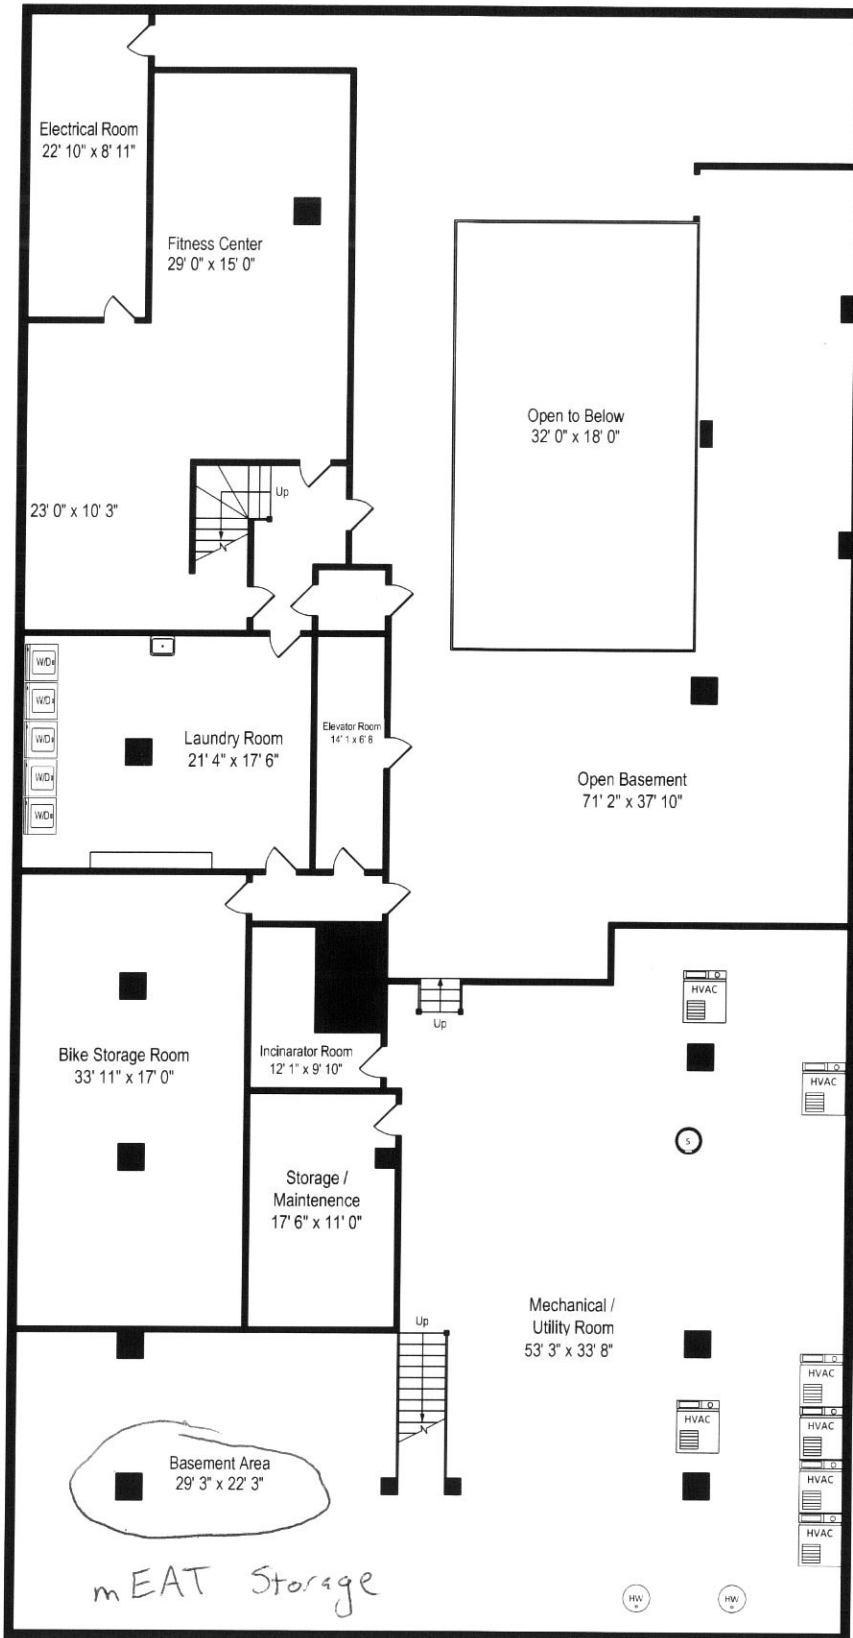 Electrical Room
22' 10" x 8' 11"
Fitness Center
29' 0" x 15' 0"
Open to Below
32' 0" x 18' 0"
Up
23' 0" x 10' 3"
W/D
W/D
W/D
W/D
W/D
Laundry Room
21' 4" x 17' 6"
Elevator Room
14' 1 x 6' 8
Open Basement
71' 2" x 37' 10"
HVAC
Up
Bike Storage Room
33' 11" x 17' 0"
Incinarator Room
12' 1" x 9' 10"
HVAC
S
Storage /
Maintenence
17' 6" x 11' 0"
Mechanical /
Utility Room
53' 3" x 33' 8"
Up
HVAC
HVAC
HVAC
HVAC
HVAC
Basement Area
29' 3" x 22' 3"
mEAT Storage
HW
HW